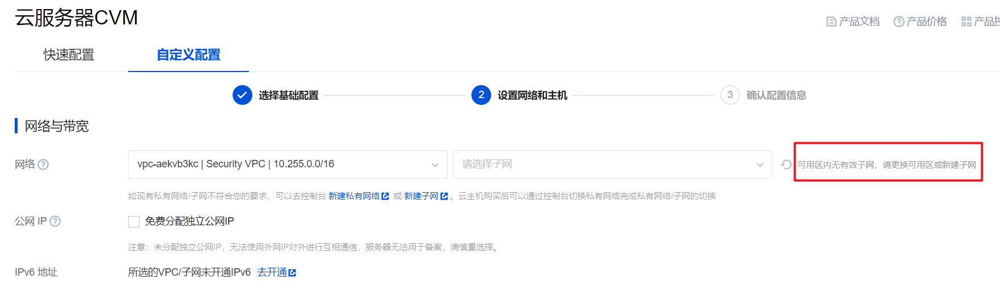 云服务器CVM
产品文档 产品价格 产品控
快速配置 自定义配置
选择基础配置 2 设置网络和主机 3 确认配置信息
网络与带宽
网络 vpc-aekvb3kc | Security VPC | 10.255.0.0/16 请选择子网 可用区内无有效子网，请更换可用区或新建子网
如现有私有网络/子网不符合您的要求，可以去控制台 新建私有网络 或 新建子网 。云主机购买后可以通过控制台切换私有网络完成私有网络/子网的切换
公网 IP 免费分配独立公网IP
注意：未分配独立公网IP，无法使用外网IP对外进行互相通信，服务器无法用于备案，请慎重选择。
IPv6 地址 所选的VPC/子网未开通IPv6 去开通